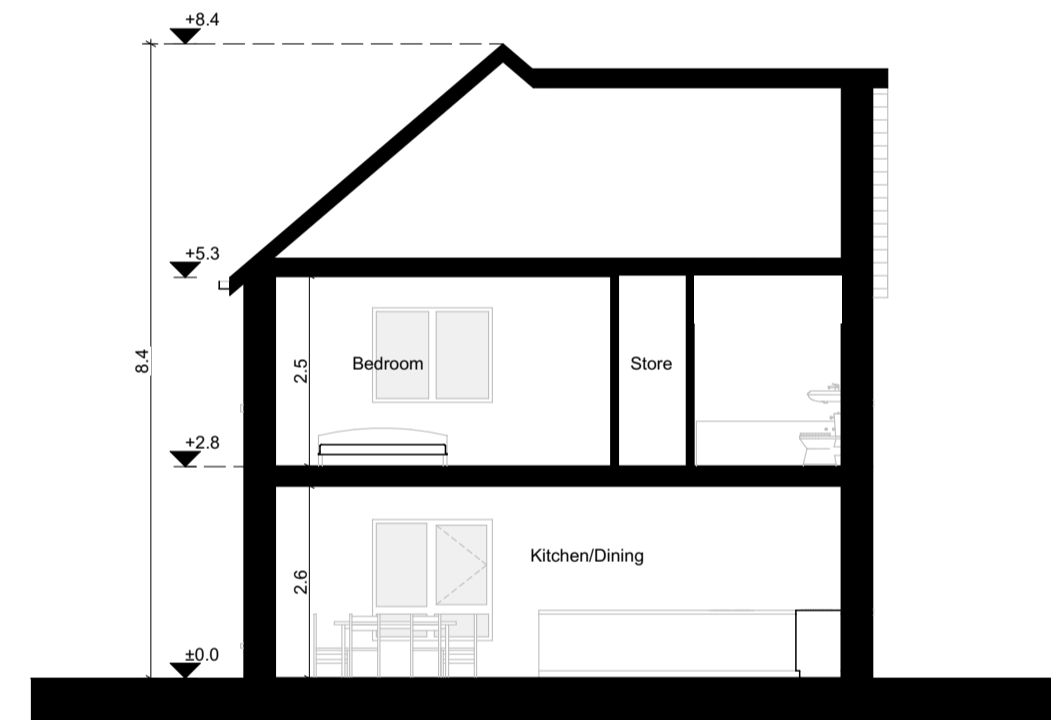 +8.4
+5.3
8.4
2.5
Bedroom
Store
+2.8
2.6
Kitchen/Dining
±0.0